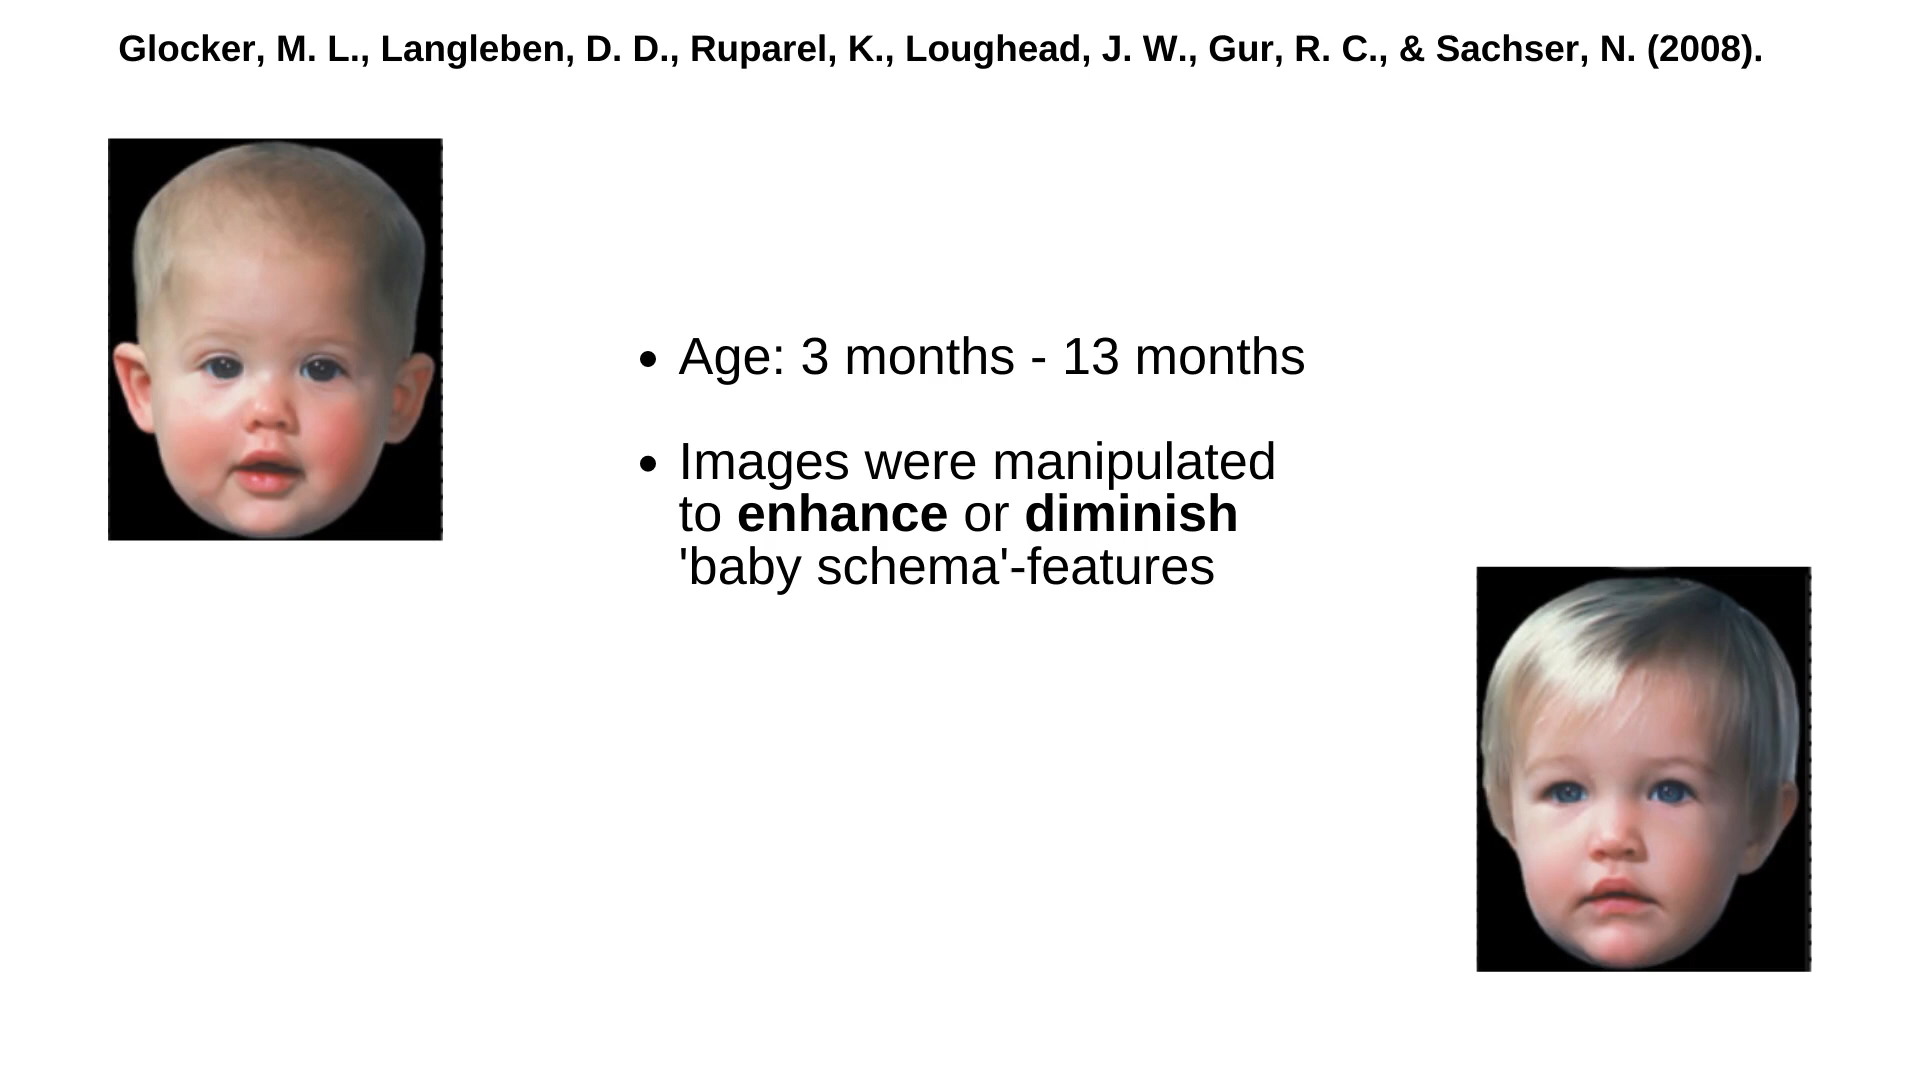 Glocker, M. L., Langleben, D. D., Ruparel, K., Loughead, J. W., Gur, R. C., & Sachser, N. (2008).
• Age: 3 months - 13 months
• Images were manipulated
to enhance or diminish
'baby schema'-features